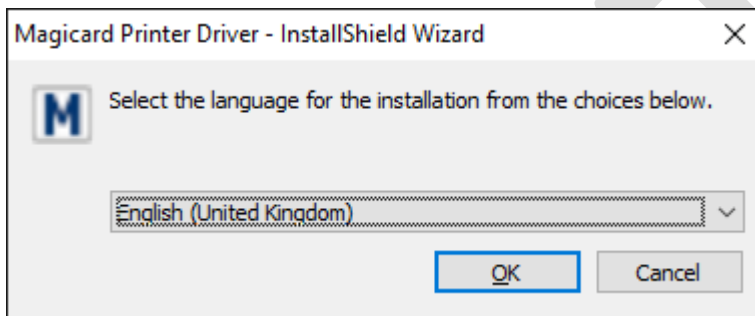 Magicard Printer Driver - InstallShield Wizard
M
Select the language for the installation from the choices below.
English (United Kingdom)
OK
Cancel